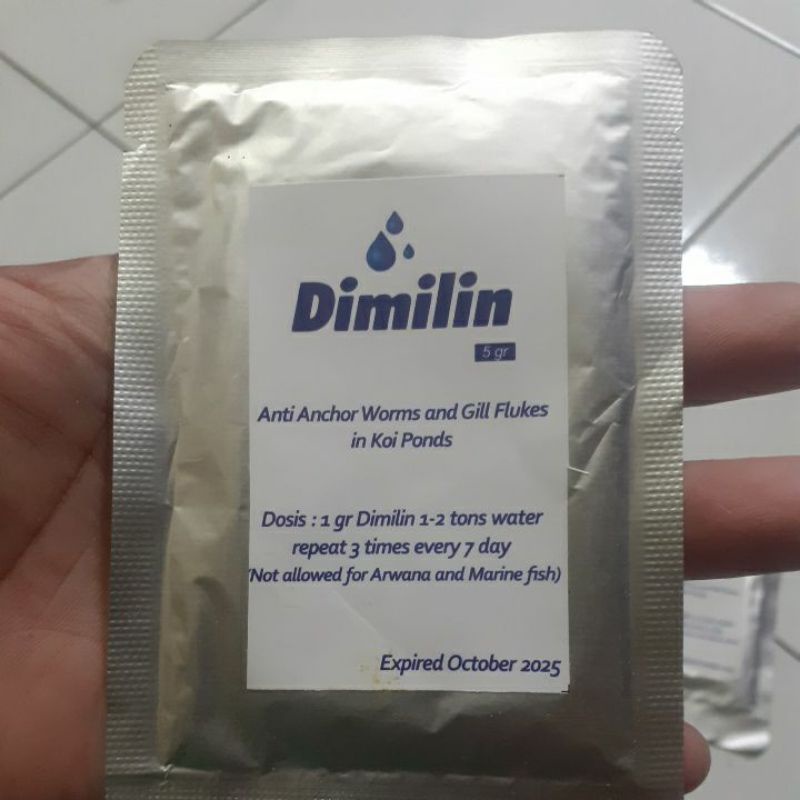 Dimilin
5 gr
Anti Anchor Worms and Gill Flukes
in Koi Ponds
Dosis : 1 gr Dimilin 1-2 tons water
repeat 3 times every 7 day
(Not allowed for Arwana and Marine fish)
Expired October 2025